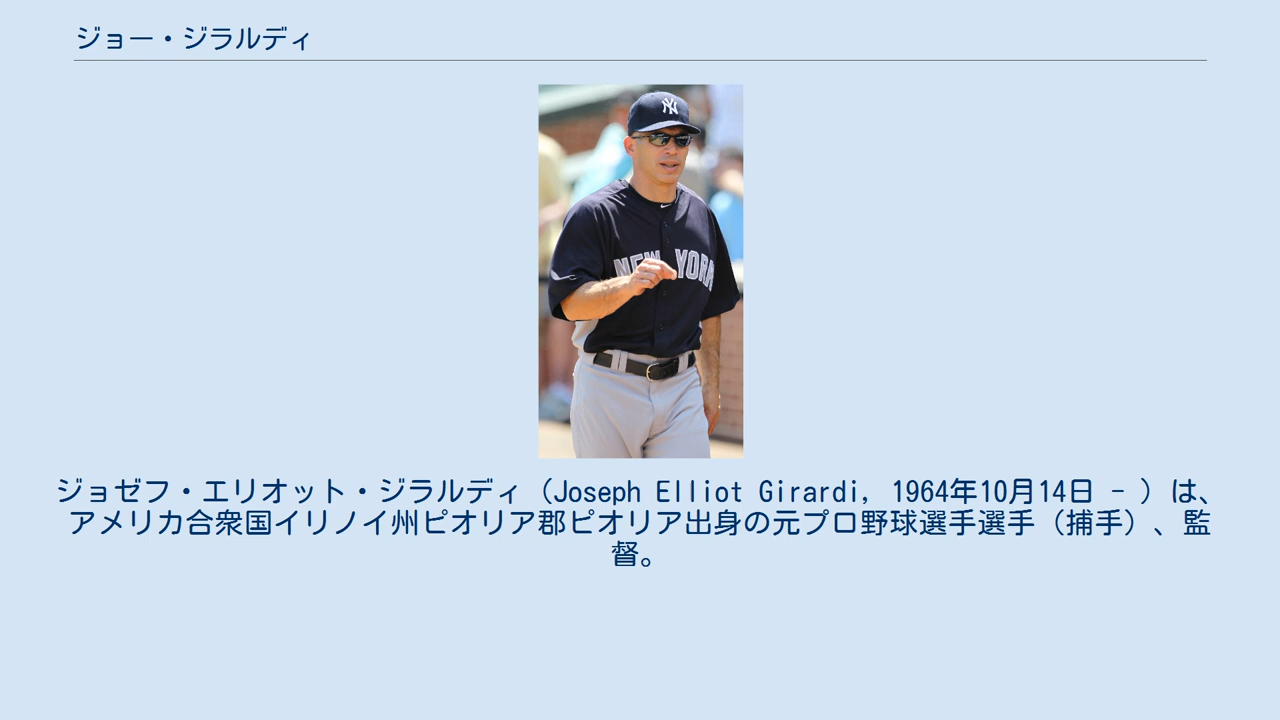 ジョー・ジラルディ
NY
NEW YORK
ジョゼフ・エリオット・ジラルディ（Joseph Elliot Girardi, 1964年10月14日 - ）は、
アメリカ合衆国イリノイ州ピオリア郡ピオリア出身の元プロ野球選手選手（捕手）、監
督。